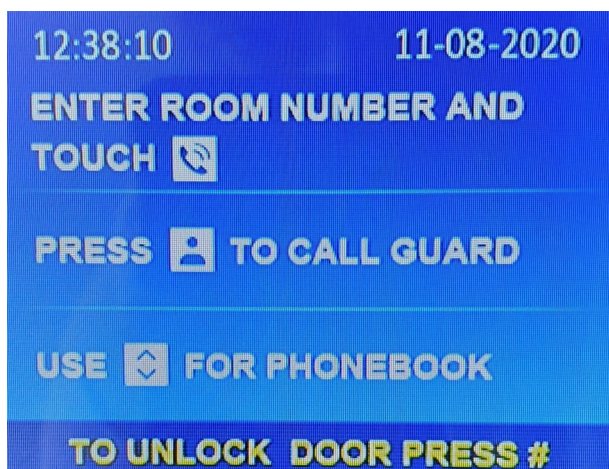 12:38:10 11-08-2020
ENTER ROOM NUMBER AND
TOUCH
PRESS TO CALL GUARD
USE FOR PHONEBOOK
TO UNLOCK DOOR PRESS #